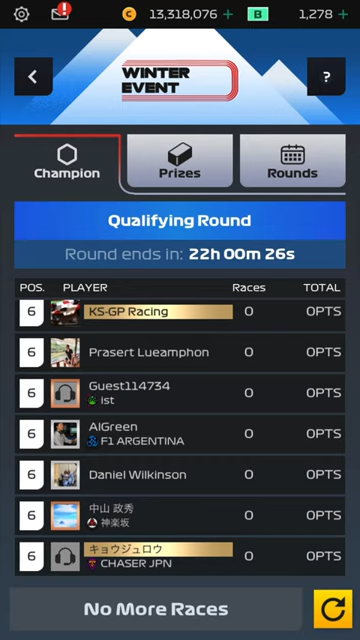 13,318,076
B
1,278
WINTER
EVENT
?
Champion
Prizes
Rounds
Qualifying Round
Round ends in: 22h 00m 26s
POS. PLAYER Races TOTAL
6 KS-GP Racing 0 0PTS
6 Prasert Lueamphon 0 0PTS
6 Guest114734 0 0PTS
ist
6 AlGreen 0 0PTS
F1 ARGENTINA
6 Daniel Wilkinson 0 0PTS
6 中山 政秀 0 0PTS
神楽坂
6 キョウジュロウ 0 0PTS
CHASER JPN
No More Races